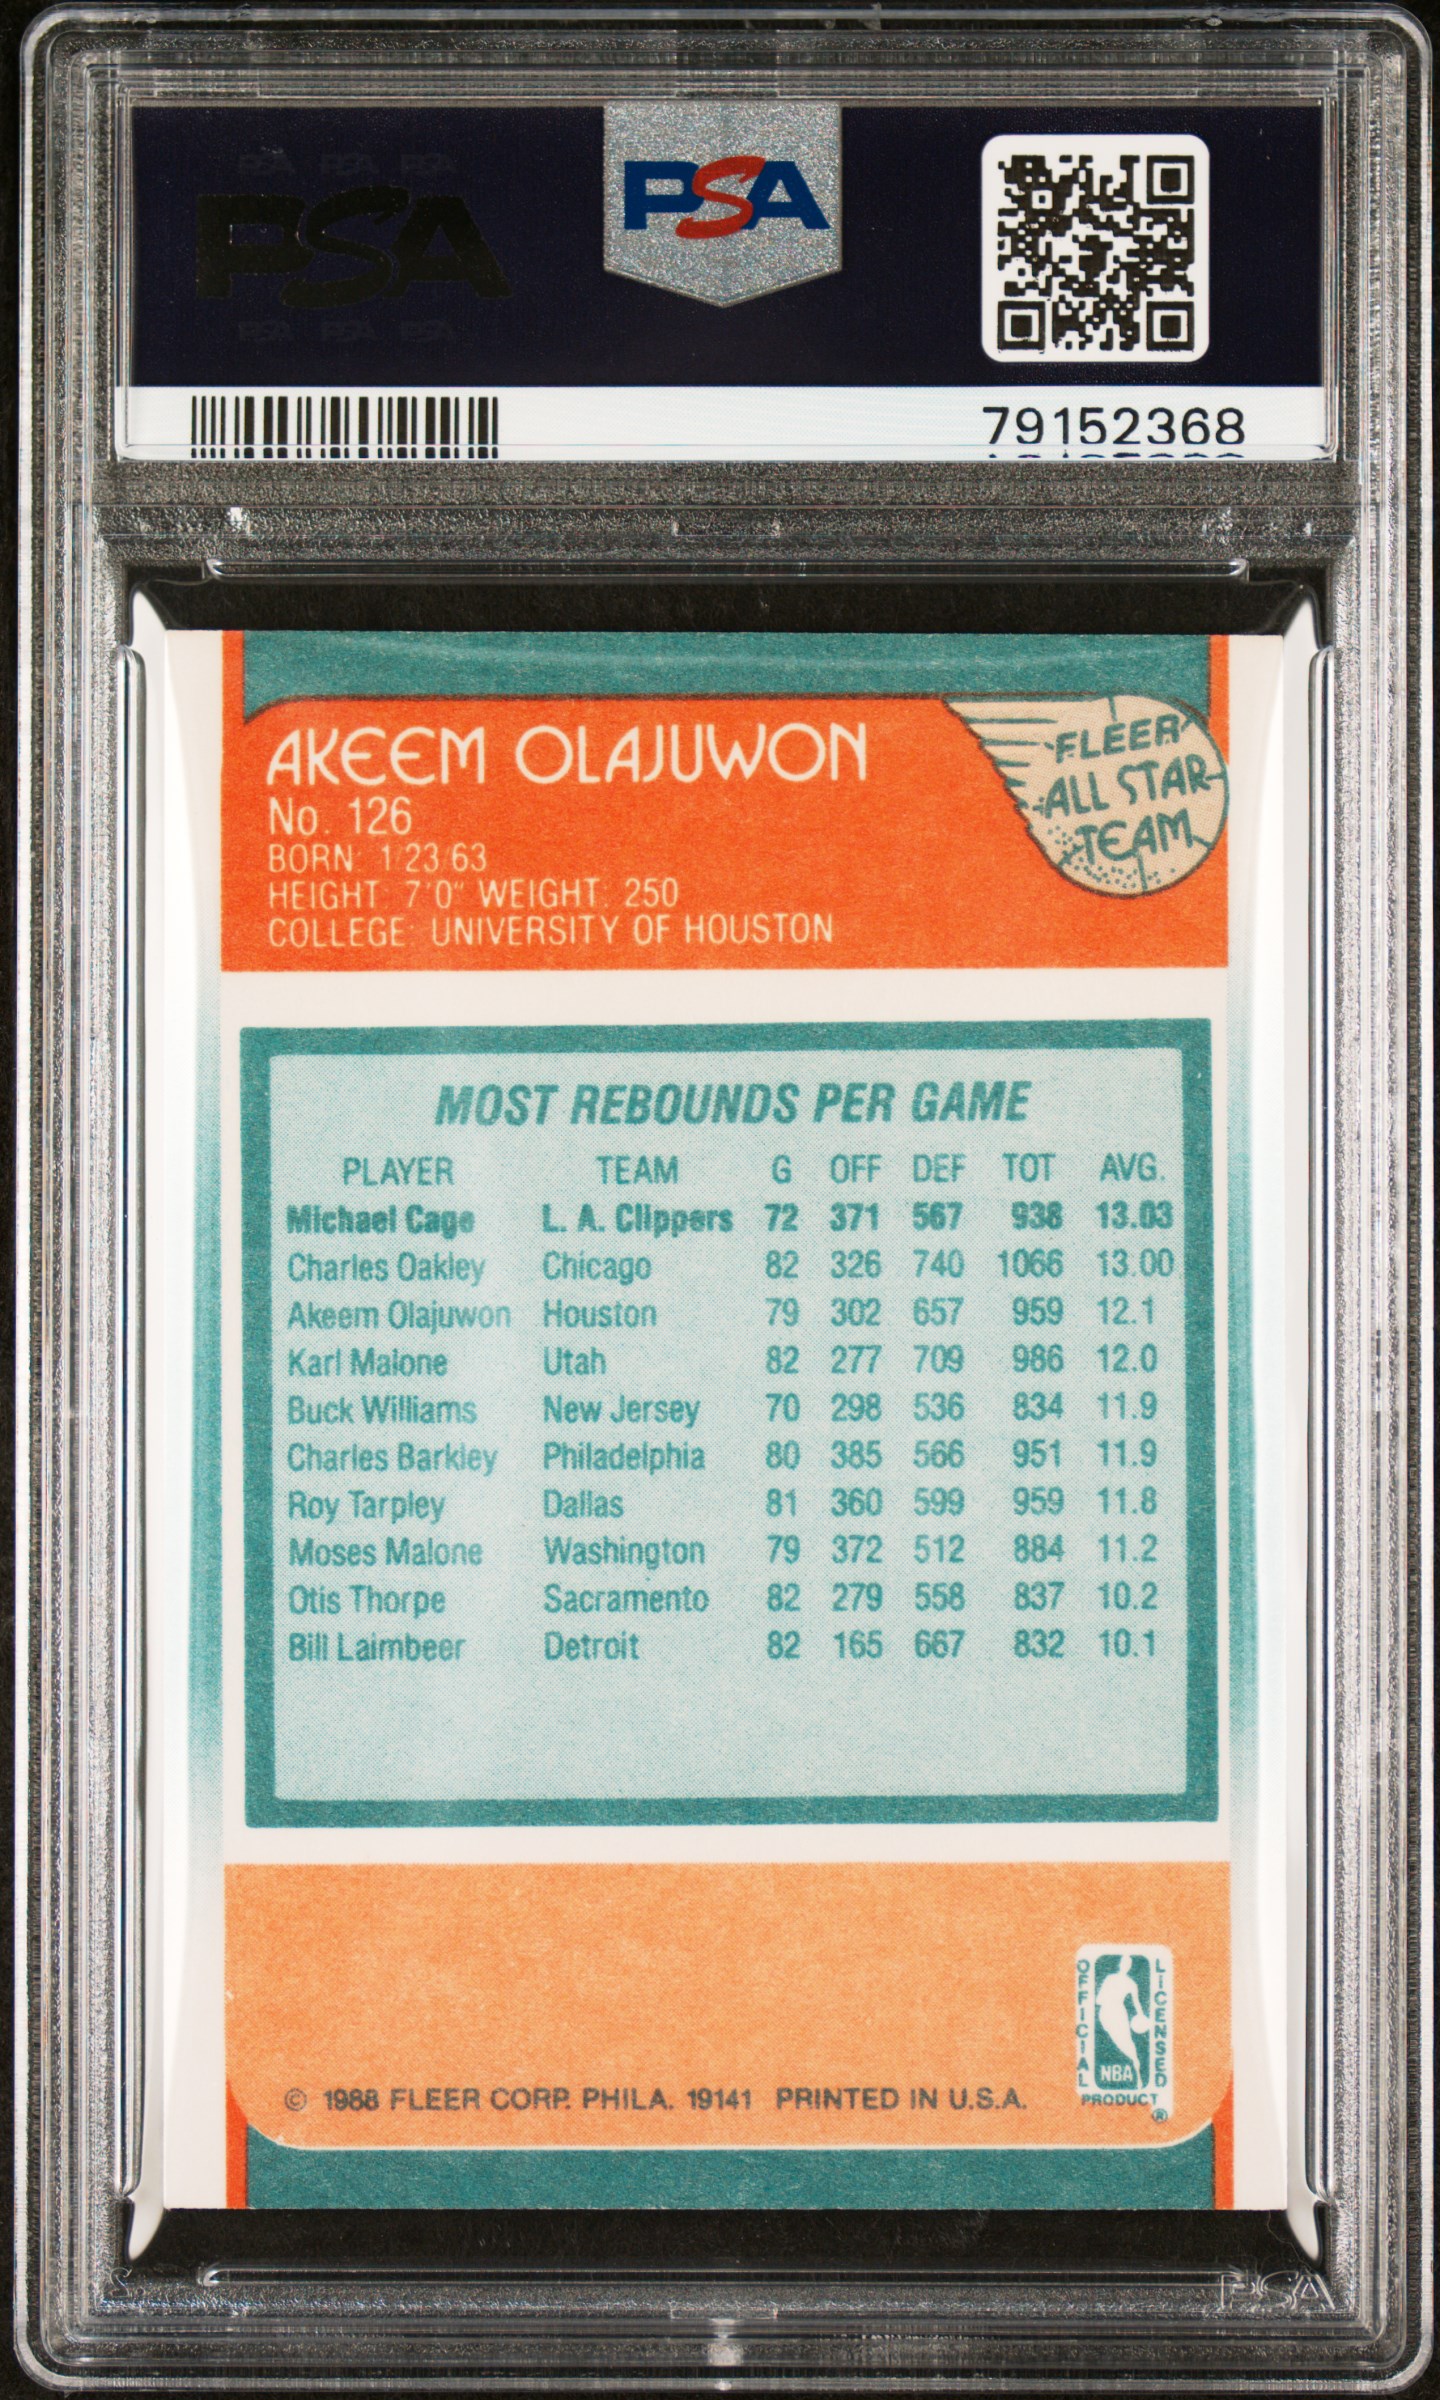 PSA PSA PSA
PSA
PSA PSA PSA
PSA
79152368
AKEEM OLAJUWON
No. 126
BORN: 1/23/63
HEIGHT: 7'0" WEIGHT: 250
COLLEGE: UNIVERSITY OF HOUSTON
FLEER
ALL STAR
TEAM
MOST REBOUNDS PER GAME
PLAYER TEAM G OFF DEF TOT AVG.
Michael Cage L. A. Clippers 72 371 567 938 13.03
Charles Oakley Chicago 82 326 740 1066 13.00
Akeem Olajuwon Houston 79 302 657 959 12.1
Karl Malone Utah 82 277 709 986 12.0
Buck Williams New Jersey 70 298 536 834 11.9
Charles Barkley Philadelphia 80 385 566 951 11.9
Roy Tarpley Dallas 81 360 599 959 11.8
Moses Malone Washington 79 372 512 884 11.2
Otis Thorpe Sacramento 82 279 558 837 10.2
Bill Laimbeer Detroit 82 165 667 832 10.1
OFFICIAL
LICENSED
NBA
PRODUCT
®
© 1988 FLEER CORP. PHILA. 19141 PRINTED IN U.S.A.
PSA